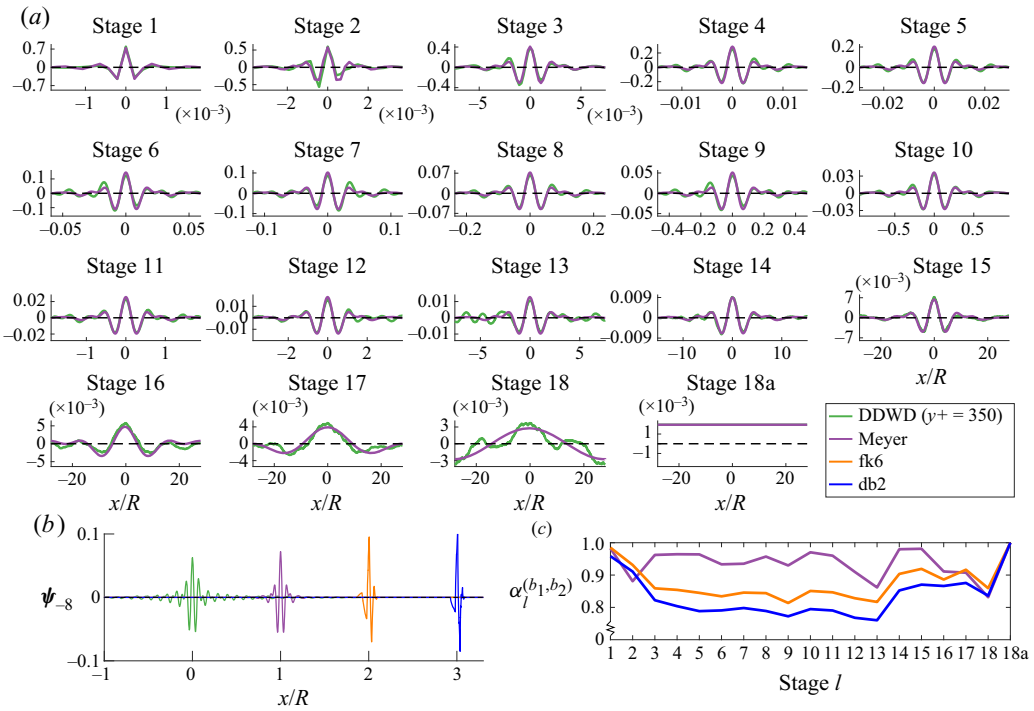 (a)
Stage 1 Stage 2 Stage 3 Stage 4 Stage 5
0.7 0 −0.7 0.5 0 −0.5 0.4 0 −0.4 0.2 0 −0.2 0.2 0 −0.2
−1 0 1 −2 0 2 −5 0 5 −0.01 0 0.01 −0.02 0 0.02
(×10−3) (×10−3) (×10−3)
Stage 6 Stage 7 Stage 8 Stage 9 Stage 10
0.1 0 −0.1 0.1 0 −0.1 0.07 0 −0.07 0.05 0 −0.05 0.03 0 −0.03
−0.05 0 0.05 −0.1 0 0.1 −0.2 0 0.2 −0.4 −0.2 0 0.2 0.4 −0.5 0 0.5
Stage 11 Stage 12 Stage 13 Stage 14 Stage 15
(×10−3)
0.02 0 −0.02 0.01 0 −0.01 0.01 0 −0.01 0.009 0 −0.009 7 0 −7
−1 0 1 −2 0 2 −5 0 5 −10 0 10 −20 0 20
x/R
Stage 16 Stage 17 Stage 18 Stage 18a
(×10−3) (×10−3) (×10−3) (×10−3)
5 0 −5 4 0 −4 3 0 −3 1 −1
−20 0 20 −20 0 20 −20 0 20 −20 0 20
x/R x/R x/R x/R
DDWD (y+ = 350)
Meyer
fk6
db2
(b)
0.1
0
−0.1
ψ−8
−1 0 1 2 3
x/R
(c)
1.0
0.9
0.8
0
αl(b1,b2)
1 2 3 4 5 6 7 8 9 10 11 12 13 14 15 16 17 18 18a
Stage l